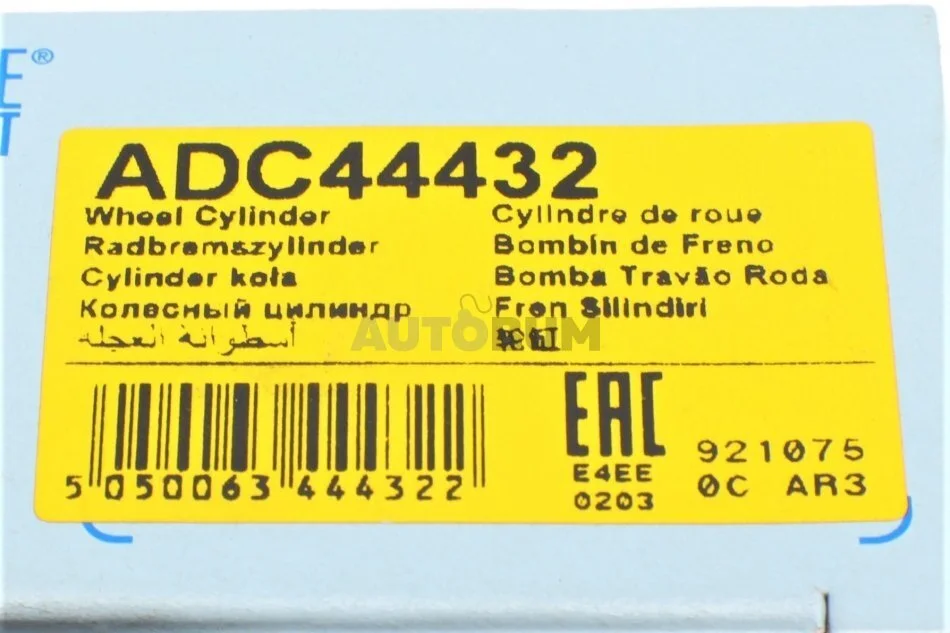 E®
T
ADC44432
Wheel Cylinder
Radbremszylinder
Cylinder koła
Колесный цилиндр
أسطوانة العجلة
Cylindre de roue
Bombín de Freno
Bomba Travão Roda
Fren Silindiri
AUTORUM
5 050063 444322
EAC
E4EE
0203
921075
0C AR3